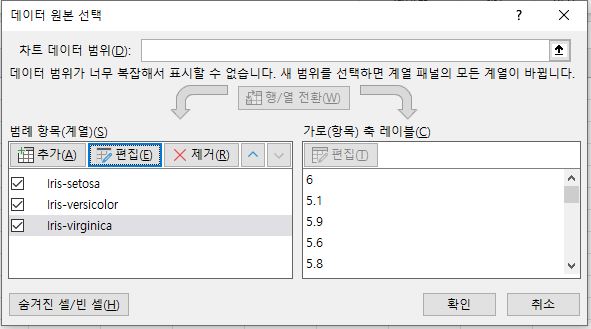 데이터 원본 선택
? ×
차트 데이터 범위(D):
데이터 범위가 너무 복잡해서 표시할 수 없습니다. 새 범위를 선택하면 계열 패널의 모든 계열이 바뀝니다.
행/열 전환(W)
범례 항목(계열)(S)
가로(항목) 축 레이블(C)
추가(A) 편집(E) 제거(R)
편집(T)
Iris-setosa
Iris-versicolor
Iris-virginica
6
5.1
5.9
5.6
5.8
숨겨진 셀/빈 셀(H)
확인
취소